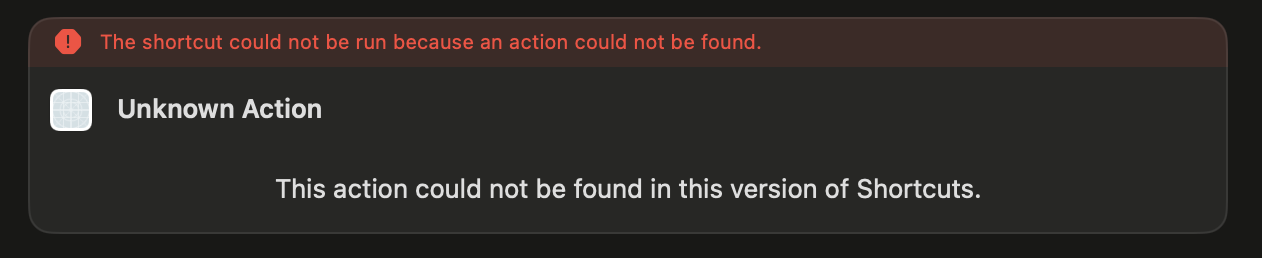 The shortcut could not be run because an action could not be found.
Unknown Action
This action could not be found in this version of Shortcuts.